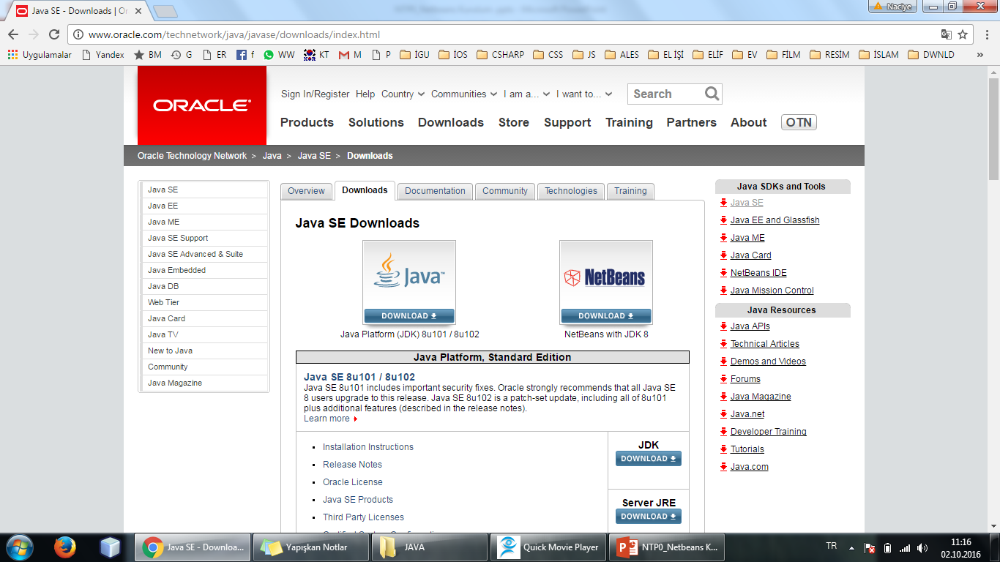 Java SE - Downloads | Or
Naciye
www.oracle.com/technetwork/java/javase/downloads/index.html
Uygulamalar Yandex BM G ER f WW KT M P İGU İOS CSHARP CSS JS ALES EL İŞİ ELİF EV FİLM RESİM İSLAM DWNLD »
ORACLE®
Sign In/Register Help Country Communities I am a... I want to... Search
Products Solutions Downloads Store Support Training Partners About OTN
Oracle Technology Network > Java > Java SE > Downloads
Java SE
Java EE
Java ME
Java SE Support
Java SE Advanced & Suite
Java Embedded
Java DB
Web Tier
Java Card
Java TV
New to Java
Community
Java Magazine
Overview Downloads Documentation Community Technologies Training
Java SE Downloads
Java™
DOWNLOAD
Java Platform (JDK) 8u101 / 8u102
NetBeans
DOWNLOAD
NetBeans with JDK 8
Java Platform, Standard Edition
Java SE 8u101 / 8u102
Java SE 8u101 includes important security fixes. Oracle strongly recommends that all Java SE
8 users upgrade to this release. Java SE 8u102 is a patch-set update, including all of 8u101
plus additional features (described in the release notes).
Learn more
Installation Instructions
Release Notes
Oracle License
Java SE Products
Third Party Licenses
JDK
DOWNLOAD
Server JRE
DOWNLOAD
Java SDKs and Tools
Java SE
Java EE and Glassfish
Java ME
Java Card
NetBeans IDE
Java Mission Control
Java Resources
Java APIs
Technical Articles
Demos and Videos
Forums
Java Magazine
Java.net
Developer Training
Tutorials
Java.com
Java SE - Downloa... Yapışkan Notlar JAVA Quick Movie Player NTP0_Netbeans K... TR 11:16
02.10.2016